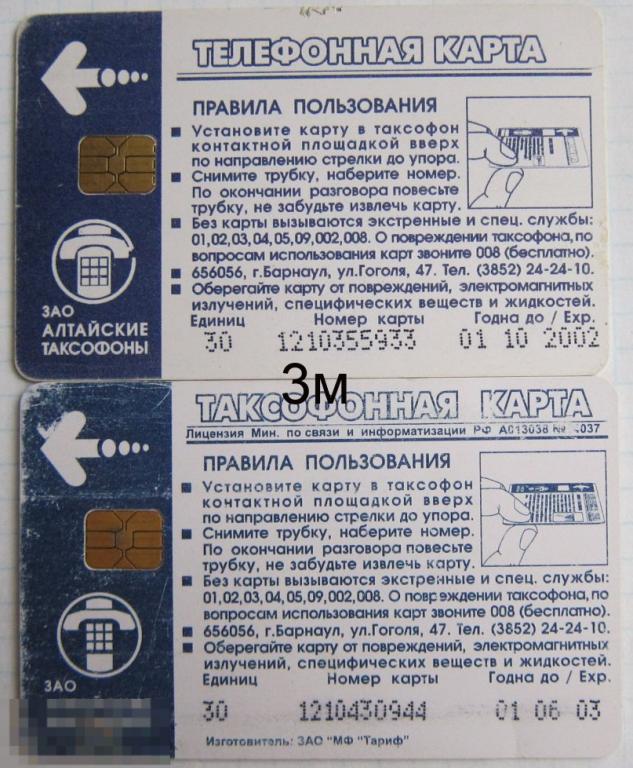 ТЕЛЕФОННАЯ КАРТА
ПРАВИЛА ПОЛЬЗОВАНИЯ
Установите карту в таксофон
контактной площадкой вверх
по направлению стрелки до упора.
Снимите трубку, наберите номер.
По окончании разговора повесьте
трубку, не забудьте извлечь карту.
Без карты вызываются экстренные и спец. службы:
01,02,03,04,05,09,002,008. О повреждении таксофона, по
вопросам использования карт звоните 008 (бесплатно).
656056, г.Барнаул, ул.Гоголя, 47. Тел. (3852) 24-24-10.
Оберегайте карту от повреждений, электромагнитных
излучений, специфических веществ и жидкостей.
ЗАО
АЛТАЙСКИЕ
ТАКСОФОНЫ
Единиц Номер карты Годна до / Exp.
30 1210355933 01 10 2002
3м
ТАКСОФОННАЯ КАРТА
Лицензия Мин. по связи и информатизации РФ А013038 №
ПРАВИЛА ПОЛЬЗОВАНИЯ
Установите карту в таксофон
контактной площадкой вверх
по направлению стрелки до упора.
Снимите трубку, наберите номер.
По окончании разговора повесьте
трубку, не забудьте извлечь карту.
Без карты вызываются экстренные и спец. службы:
01,02,03,04,05,09,002,008. О повреждении таксофона, по
вопросам использования карт звоните 008 (бесплатно).
656056, г.Барнаул, ул.Гоголя, 47. Тел. (3852) 24-24-10.
Оберегайте карту от повреждений, электромагнитных
излучений, специфических веществ и жидкостей.
ЗАО
Единиц Номер карты Годна до / Exp.
30 1210430944 01 06 03
Изготовитель: ЗАО "МФ "Тариф"